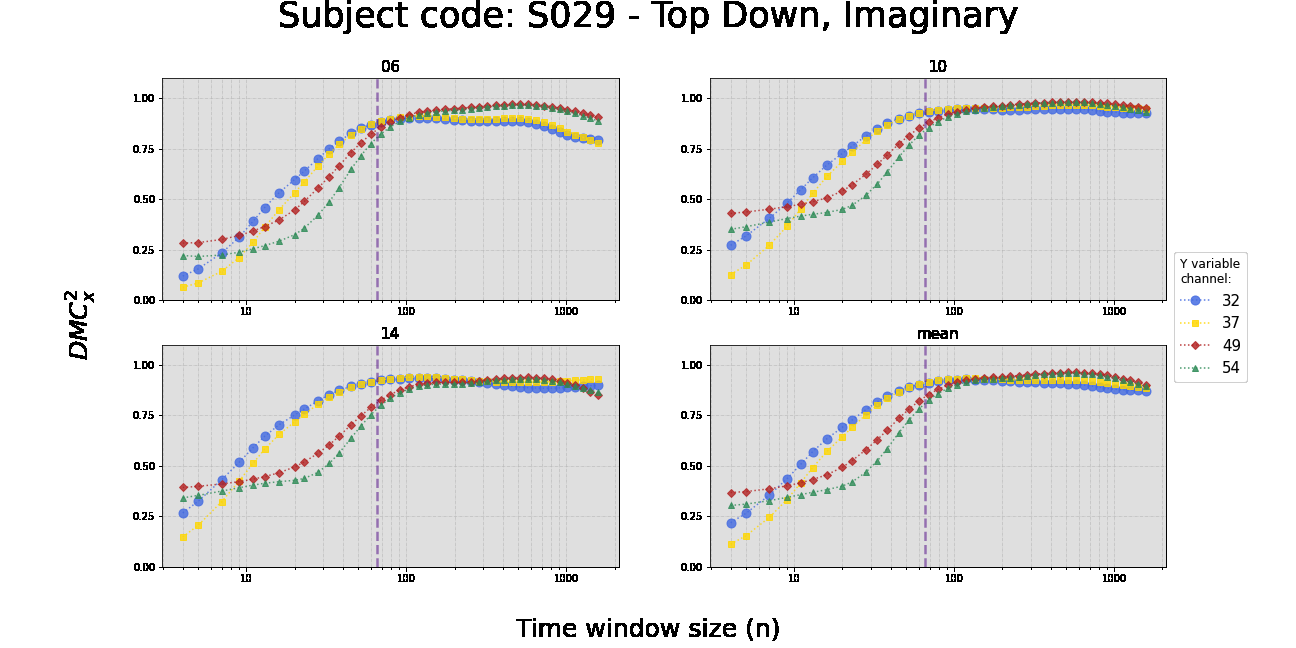 Subject code: S029 - Top Down, Imaginary
06
1.00
0.75
0.50
0.25
0.00
10 100 1000
10
1.00
0.75
0.50
0.25
0.00
10 100 1000
14
1.00
0.75
0.50
0.25
0.00
10 100 1000
mean
1.00
0.75
0.50
0.25
0.00
10 100 1000
DMC²ₓ
Time window size (n)
Y variable
channel:
32
37
49
54